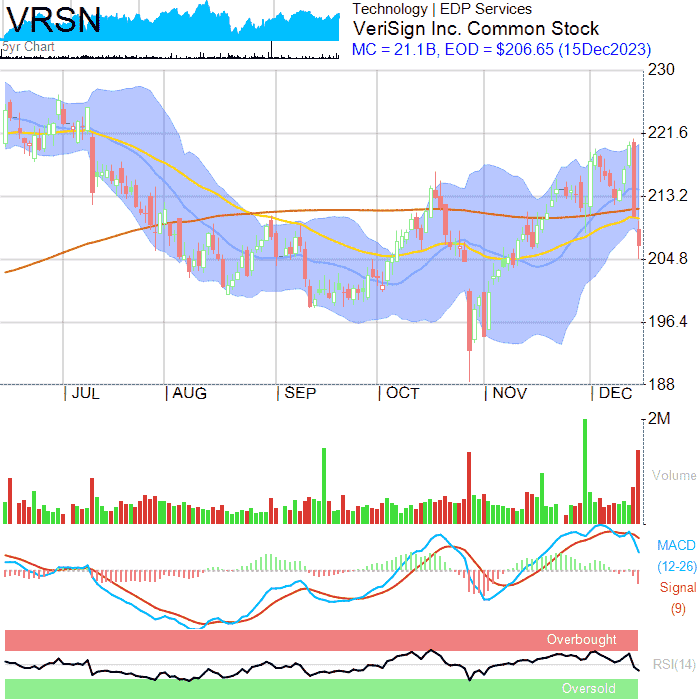 VRSN
5yr Chart
Technology | EDP Services
VeriSign Inc. Common Stock
MC = 21.1B, EOD = $206.65 (15Dec2023)
230
221.6
213.2
204.8
196.4
188
JUL AUG SEP OCT NOV DEC
2M
Volume
MACD
(12-26)
Signal
(9)
Overbought
RSI(14)
Oversold